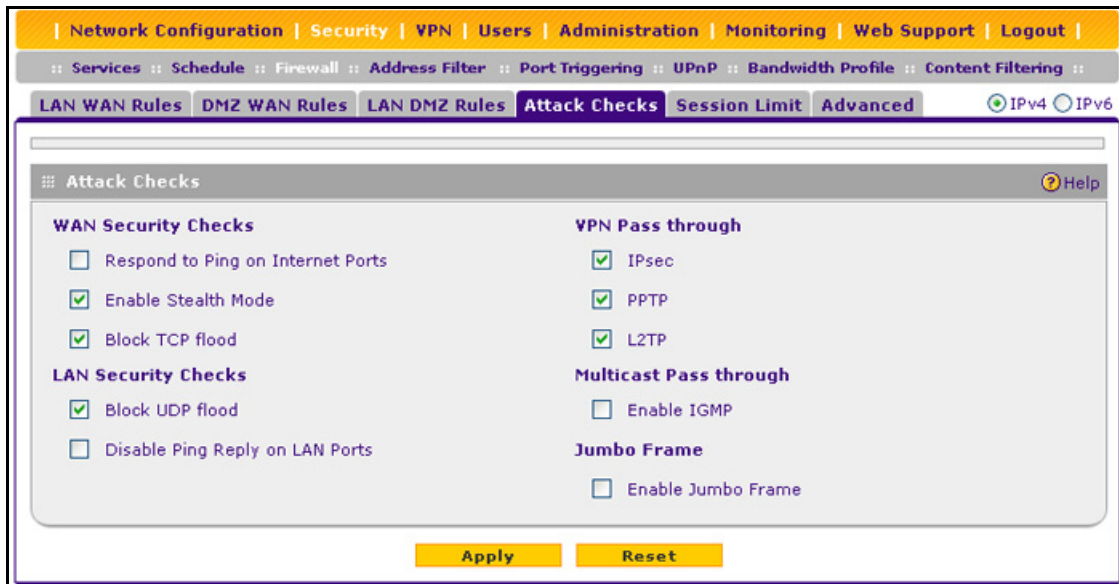 | Network Configuration | Security | VPN | Users | Administration | Monitoring | Web Support | Logout |
:: Services :: Schedule :: Firewall :: Address Filter :: Port Triggering :: UPnP :: Bandwidth Profile :: Content Filtering ::
LAN WAN Rules DMZ WAN Rules LAN DMZ Rules Attack Checks Session Limit Advanced IPv4 IPv6
Attack Checks ? Help
WAN Security Checks
Respond to Ping on Internet Ports
Enable Stealth Mode
Block TCP flood
LAN Security Checks
Block UDP flood
Disable Ping Reply on LAN Ports
VPN Pass through
IPsec
PPTP
L2TP
Multicast Pass through
Enable IGMP
Jumbo Frame
Enable Jumbo Frame
Apply Reset